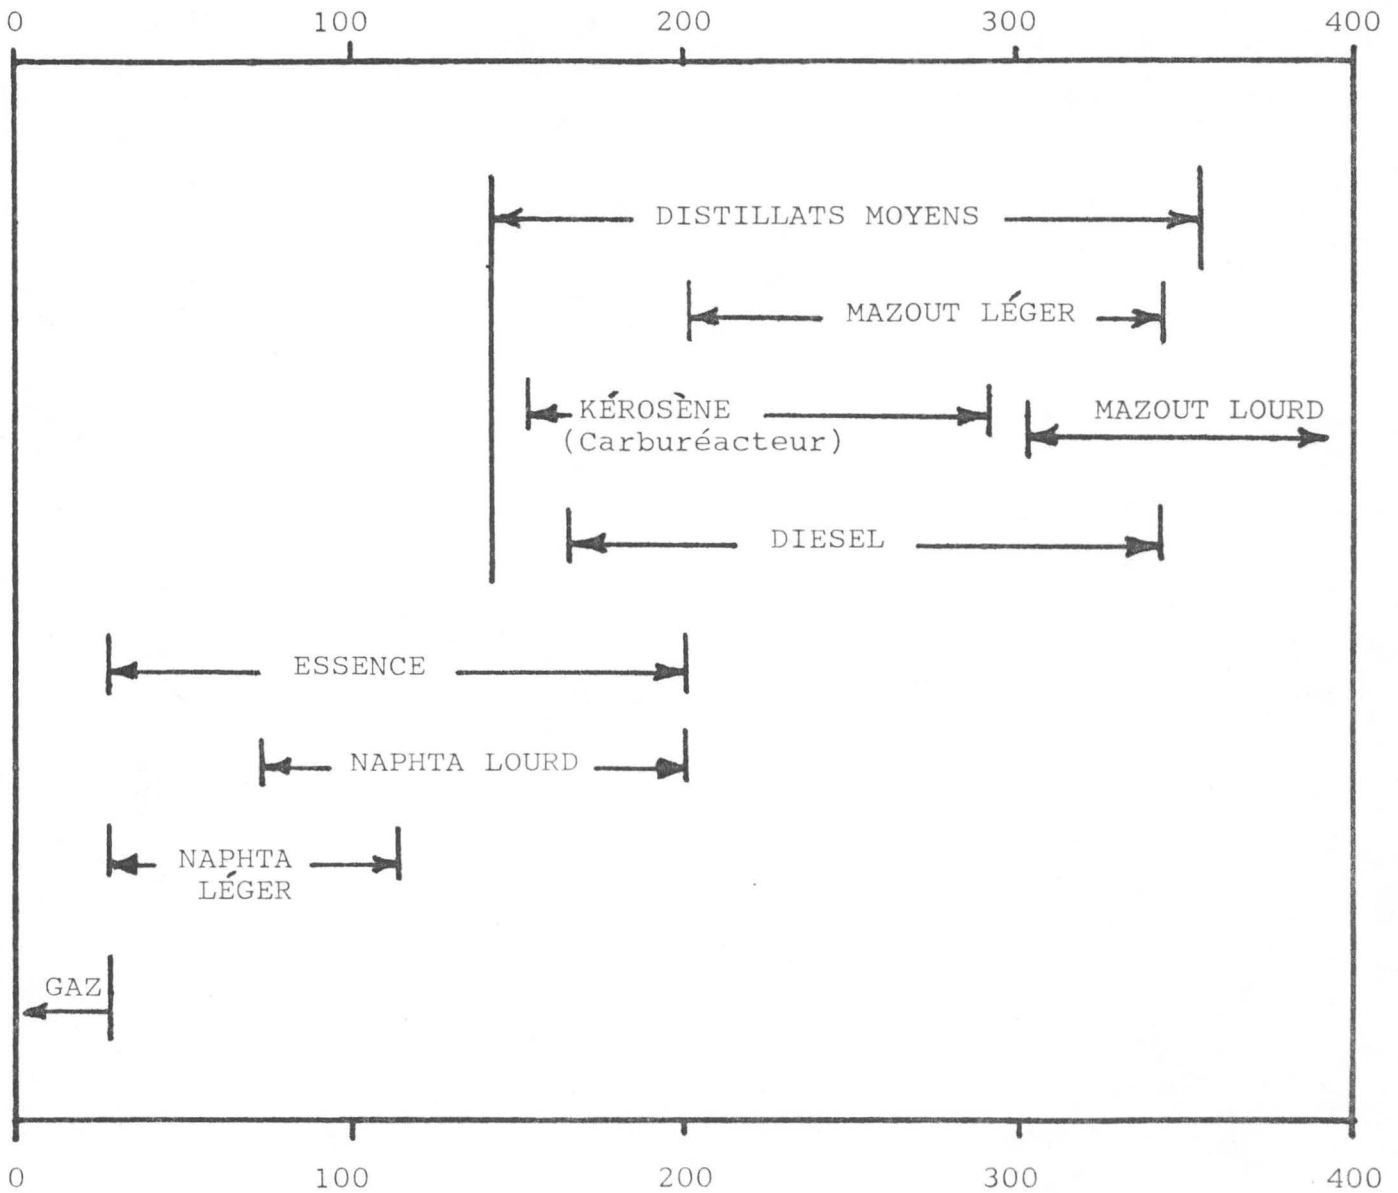 0 100 200 300 400
DISTILLATS MOYENS
MAZOUT LÉGER
KÉROSÈNE
(Carburéacteur)
MAZOUT LOURD
DIESEL
ESSENCE
NAPHTA LOURD
NAPHTA
LÉGER
GAZ
0 100 200 300 400